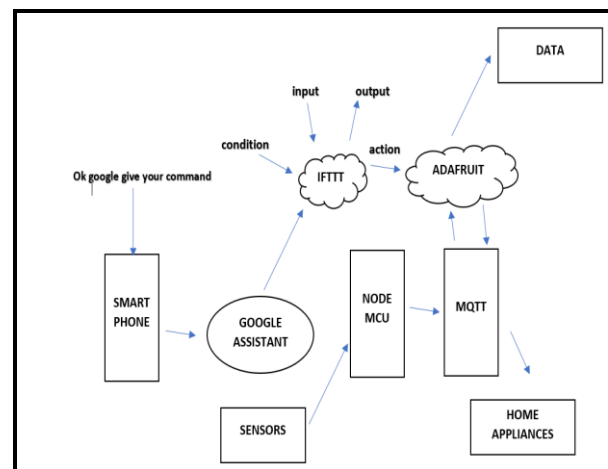 DATA
input
output
condition
action
IFTTT
ADAFRUIT
Ok google give your command
SMART
PHONE
GOOGLE
ASSISTANT
NODE
MCU
MQTT
SENSORS
HOME
APPLIANCES